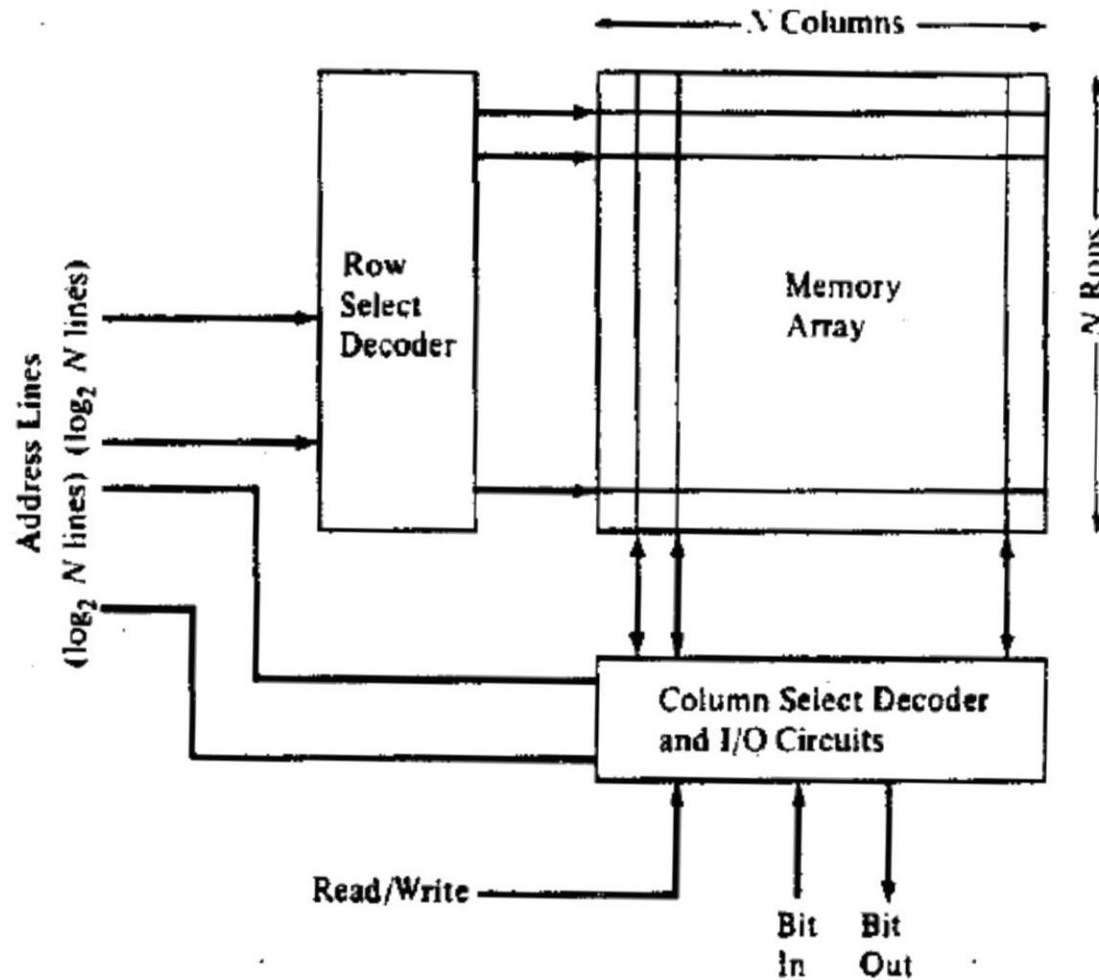 N Columns
Row
Select
Decoder
Memory
Array
N Rows
Address Lines
(log₂ N lines) (log₂ N lines)
Column Select Decoder
and I/O Circuits
Read/Write
Bit
In
Bit
Out